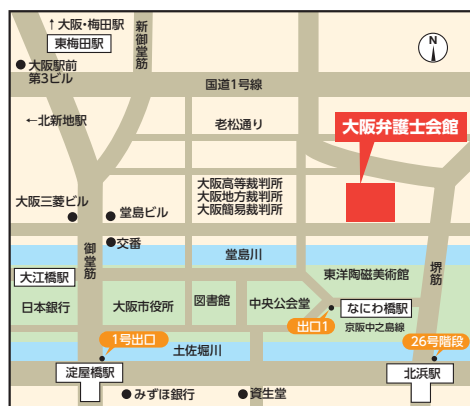 ↑大阪・梅田駅
東梅田駅
新御堂筋
N
大阪駅前
第3ビル
国道1号線
←北新地駅
老松通り
大阪弁護士会館
大阪高等裁判所
大阪地方裁判所
大阪簡易裁判所
大阪三菱ビル
堂島ビル
御堂筋
交番
堂島川
東洋陶磁美術館
堺筋
大江橋駅
日本銀行
大阪市役所
図書館
中央公会堂
なにわ橋駅
出口1
京阪中之島線
1号出口
土佐堀川
26号階段
淀屋橋駅
北浜駅
みずほ銀行
資生堂